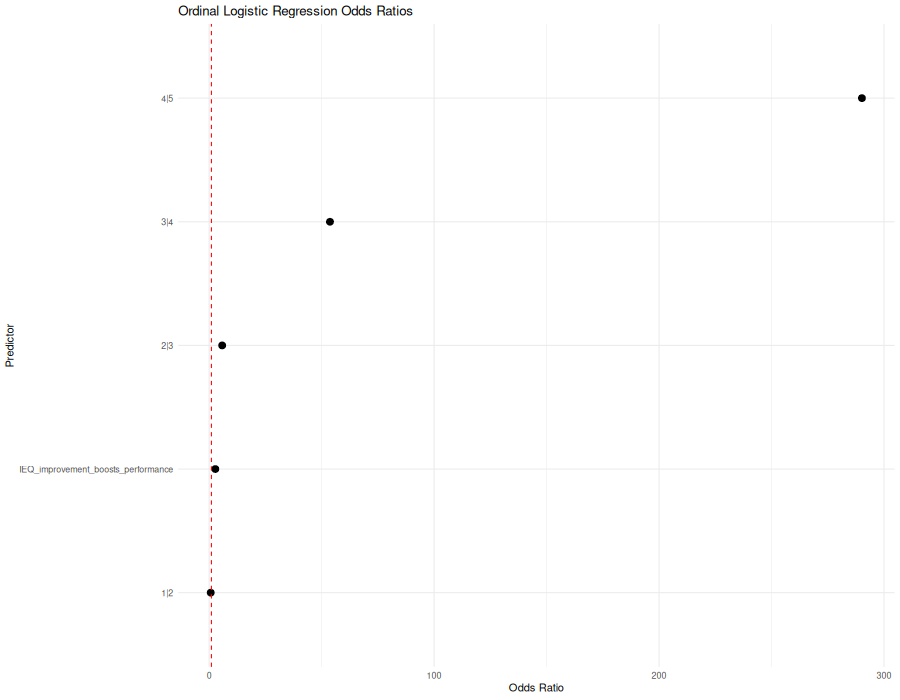 Ordinal Logistic Regression Odds Ratios
4|5
3|4
2|3
IEQ_improvement_boosts_performance
1|2
Predictor
0 100 200 300
Odds Ratio